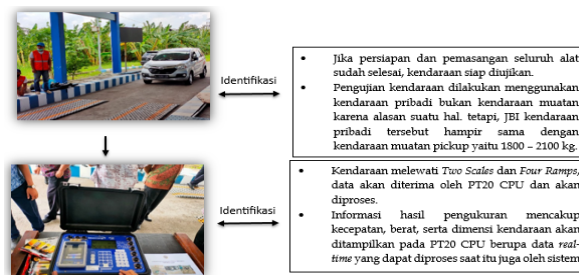 Identifikasi
• Jika persiapan dan pemasangan seluruh alat
sudah selesai, kendaraan siap diujikan.
• Pengujian kendaraan dilakukan menggunakan
kendaraan pribadi bukan kendaraan muatan
karena alasan suatu hal. tetapi, JBI kendaraan
pribadi tersebut hampir sama dengan
kendaraan muatan pickup yaitu 1800 – 2100 kg.
Identifikasi
• Kendaraan melewati Two Scales dan Four Ramps,
data akan diterima oleh PT20 CPU dan akan
diproses.
• Informasi hasil pengukuran mencakup
kecepatan, berat, serta dimensi kendaraan akan
ditampilkan pada PT20 CPU berupa data real-
time yang dapat diproses saat itu juga oleh sistem